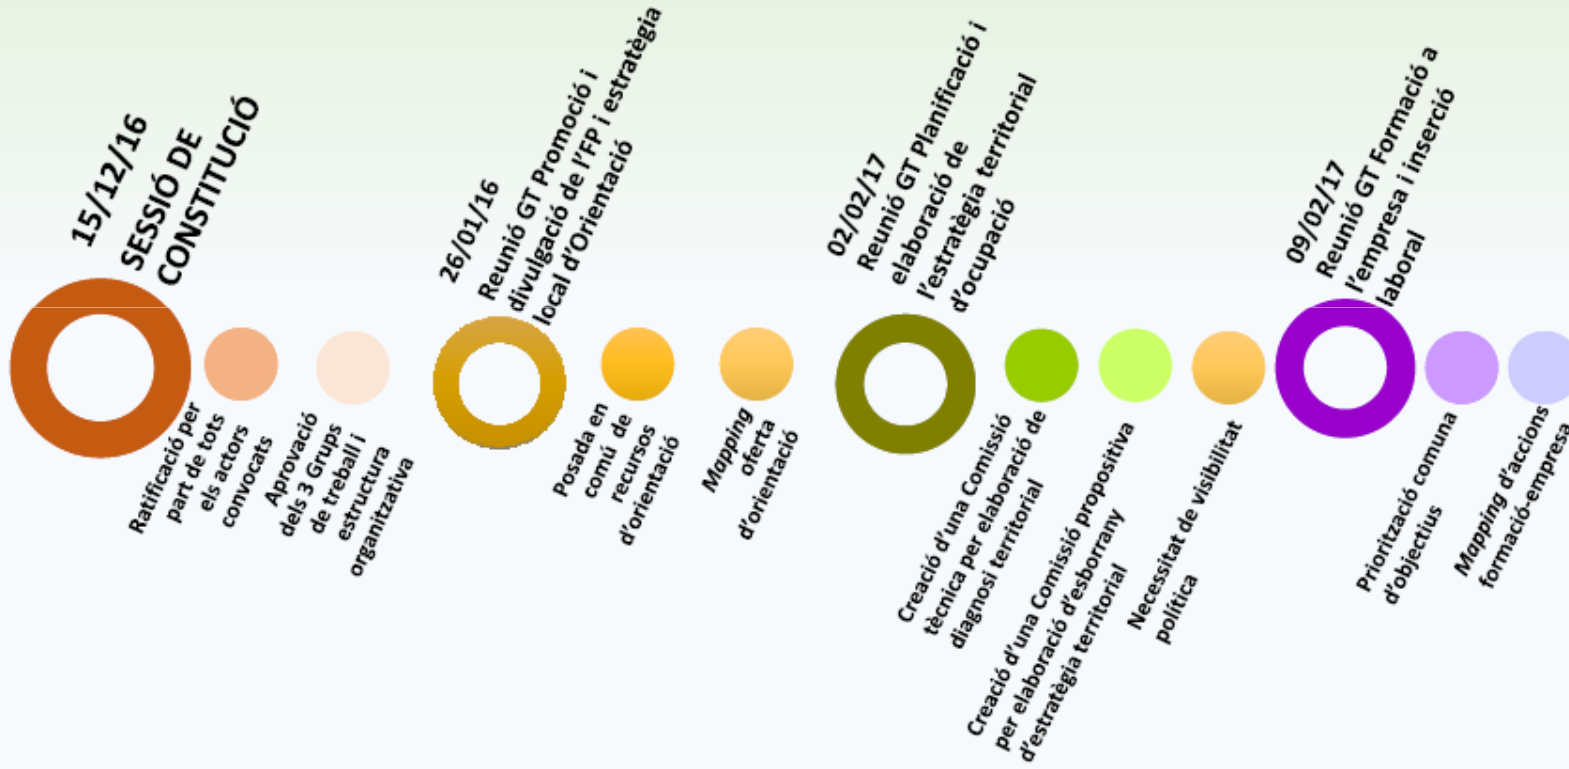 15/12/16
SESSIÓ DE
CONSTITUCIÓ
Ratificació per
part de tots
els actors
convocats
Aprovació
dels 3 Grups
de treball i
estructura
organitzativa
26/01/16
Reunió GT Promoció i
divulgació de l'FP i estratègia
local d'Orientació
Posada en
comú de
recursos
d'orientació
Mapping
oferta
d'orientació
02/02/17
Reunió GT Planificació i
elaboració de
l'estratègia territorial
d'ocupació
Creació d'una Comissió
tècnica per elaboració de
diagnosi territorial
Creació d'una Comissió propositiva
per elaboració d'esborrany
d'estratègia territorial
Necessitat de visibilitat
política
09/02/17
Reunió GT Formació a
l'empresa i inserció
laboral
Priorització comuna
d'objectius
Mapping d'accions
formació-empresa